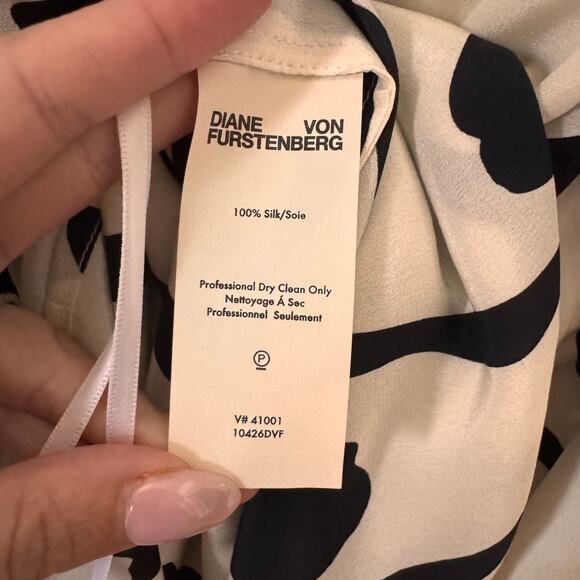 DiANE VON
FURSTENBERG
100% Silk/Soie
Professional Dry Clean Only
Nettoyage Á Sec
Professionnel Seulement
P
V# 41001
10426DVF